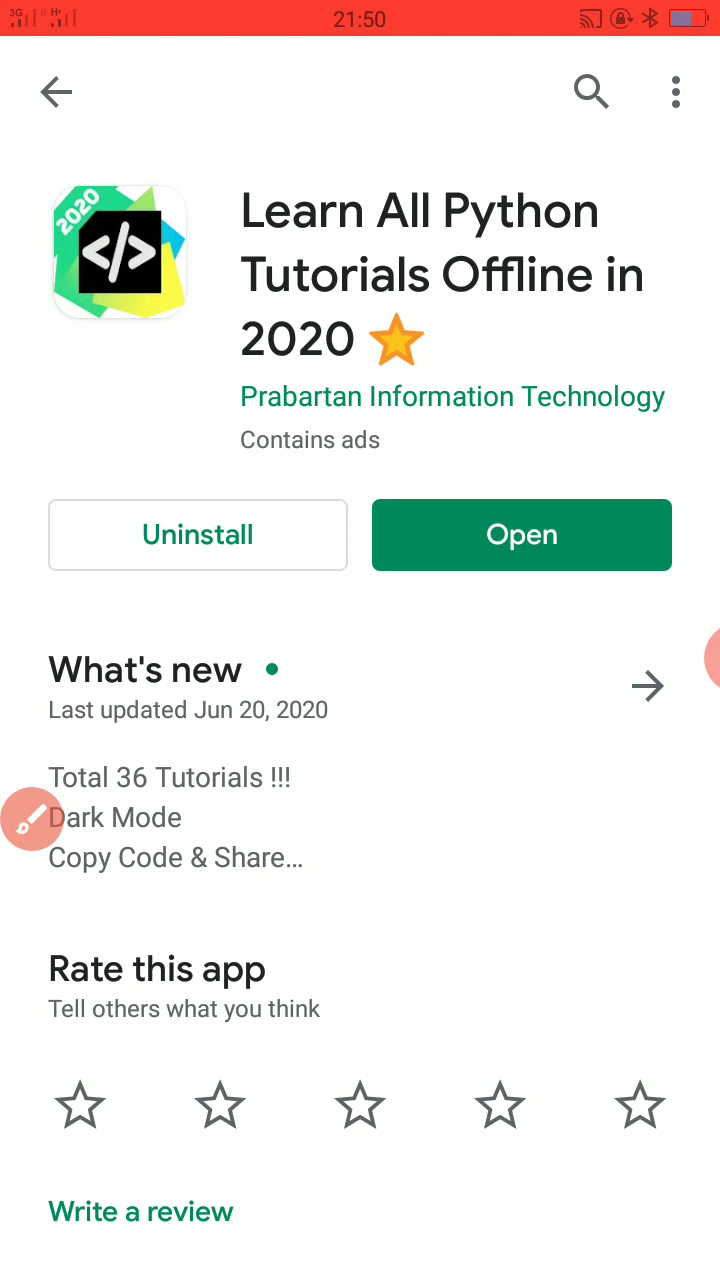 3G H+ 21:50
2020
</>
Learn All Python
Tutorials Offline in
2020 ⭐
Prabartan Information Technology
Contains ads
Uninstall
Open
What's new
Last updated Jun 20, 2020
Total 36 Tutorials !!!
Dark Mode
Copy Code & Share…
Rate this app
Tell others what you think
Write a review